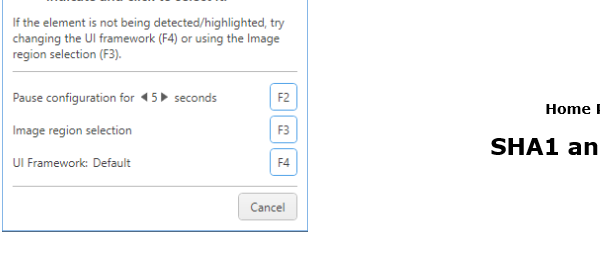 If the element is not being detected/highlighted, try
changing the UI framework (F4) or using the Image
region selection (F3).
Pause configuration for ◀ 5 ▶ seconds F2
Image region selection F3
UI Framework: Default F4
Cancel
Home
SHA1 an